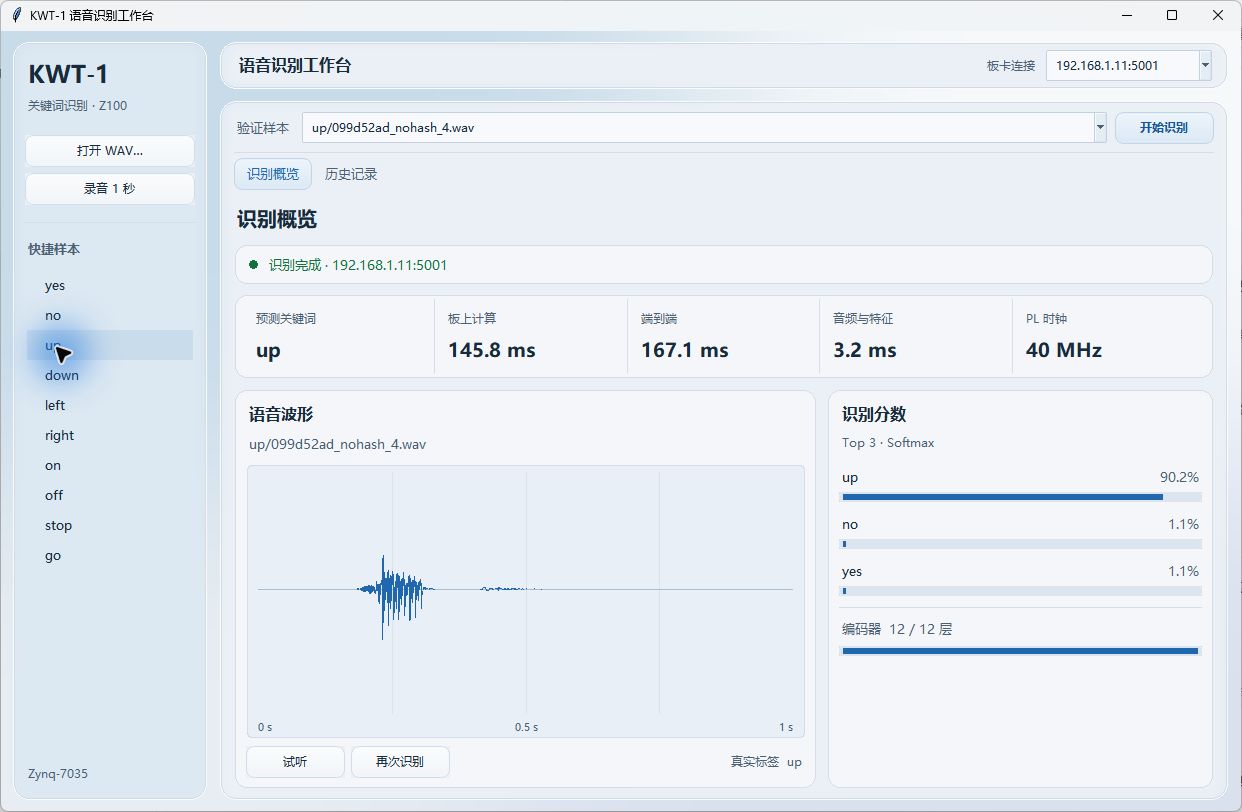 KWT-1 语音识别工作台
KWT-1
关键词识别 · Z100
打开 WAV...
录音 1 秒
快捷样本
yes
no
up
down
left
right
on
off
stop
go
Zynq-7035
语音识别工作台
板卡连接 192.168.1.11:5001
验证样本 up/099d52ad_nohash_4.wav 开始识别
识别概览 历史记录
识别概览
识别完成 · 192.168.1.11:5001
预测关键词 板上计算 端到端 音频与特征 PL 时钟
up 145.8 ms 167.1 ms 3.2 ms 40 MHz
语音波形
up/099d52ad_nohash_4.wav
0 s 0.5 s 1 s
试听 再次识别 真实标签 up
识别分数
Top 3 · Softmax
up 90.2%
no 1.1%
yes 1.1%
编码器 12 / 12 层